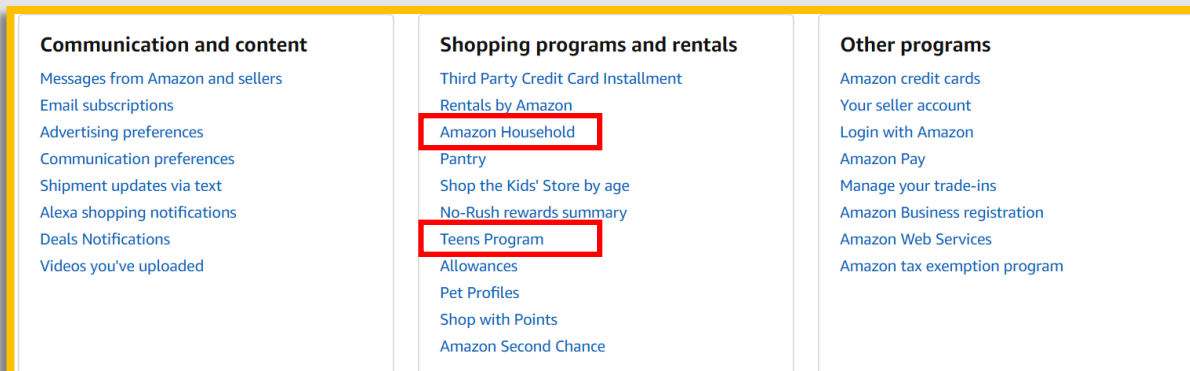 Communication and content
Messages from Amazon and sellers
Email subscriptions
Advertising preferences
Communication preferences
Shipment updates via text
Alexa shopping notifications
Deals Notifications
Videos you've uploaded
Shopping programs and rentals
Third Party Credit Card Installment
Rentals by Amazon
Amazon Household
Pantry
Shop the Kids' Store by age
No-Rush rewards summary
Teens Program
Allowances
Pet Profiles
Shop with Points
Amazon Second Chance
Other programs
Amazon credit cards
Your seller account
Login with Amazon
Amazon Pay
Manage your trade-ins
Amazon Business registration
Amazon Web Services
Amazon tax exemption program